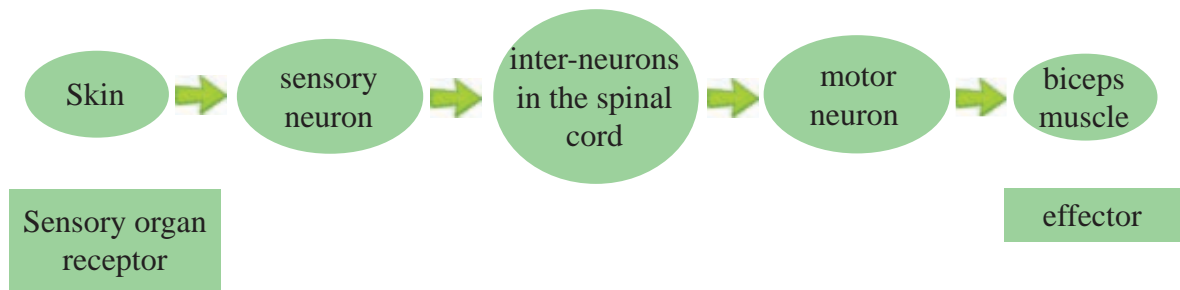 Skin
sensory
neuron
inter-neurons
in the spinal
cord
motor
neuron
biceps
muscle
Sensory organ
receptor
effector